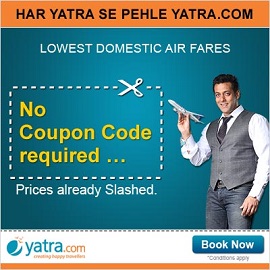 HAR YATRA SE PEHLE YATRA.COM
LOWEST DOMESTIC AIR FARES
No
Coupon Code
required ...
Prices already Slashed.
yatra.com
creating happy travellers
Book Now
*Conditions apply